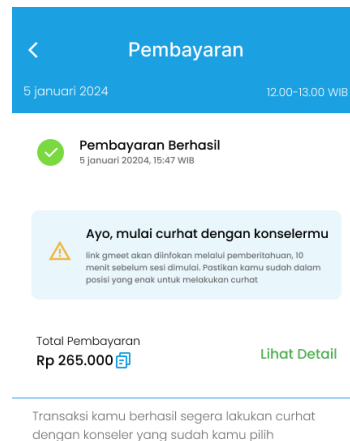 Pembayaran
5 januari 2024 12.00-13.00 WIB
Pembayaran Berhasil
5 januari 20204, 15:47 WIB
Ayo, mulai curhat dengan konselermu
link gmeet akan diinfokan melalui pemberitahuan, 10
menit sebelum sesi dimulai. Pastikan kamu sudah dalam
posisi yang enak untuk melakukan curhat
Total Pembayaran
Rp 265.000 Lihat Detail
Transaksi kamu berhasil segera lakukan curhat
dengan konseler yang sudah kamu pilih